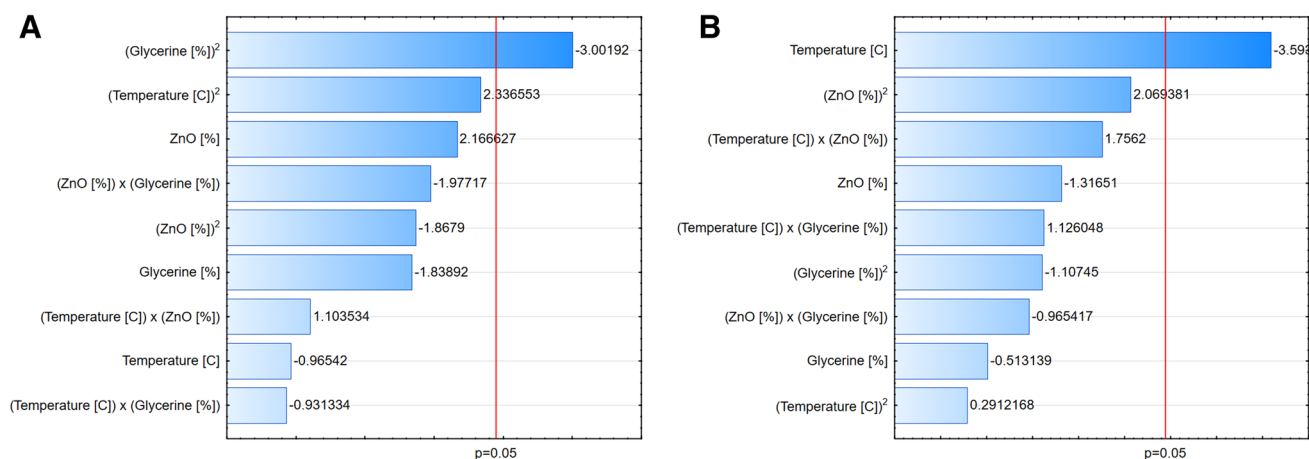 A
(Glycerine [%])²
-3.00192
(Temperature [C])²
2.336553
ZnO [%]
2.166627
(ZnO [%]) x (Glycerine [%])
-1.97717
(ZnO [%])²
-1.8679
Glycerine [%]
-1.83892
(Temperature [C]) x (ZnO [%])
1.103534
Temperature [C]
-0.96542
(Temperature [C]) x (Glycerine [%])
-0.931334
p=0.05
B
Temperature [C]
(ZnO [%])²
2.069381
(Temperature [C]) x (ZnO [%])
1.7562
ZnO [%]
-1.31651
(Temperature [C]) x (Glycerine [%])
1.126048
(Glycerine [%])²
-1.10745
(ZnO [%]) x (Glycerine [%])
-0.965417
Glycerine [%]
-0.513139
(Temperature [C])²
0.2912168
p=0.05